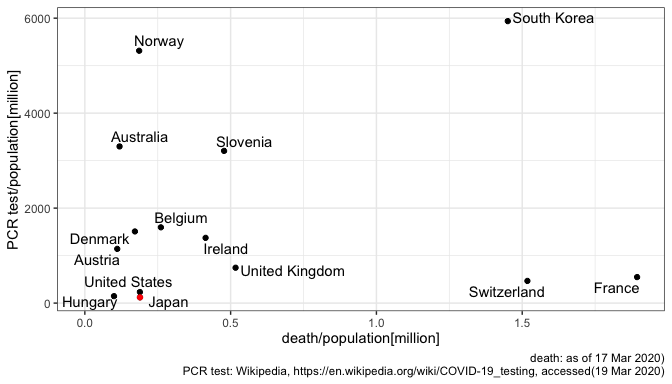 6000
4000
2000
0
PCR test/population[million]
South Korea
Norway
Australia
Slovenia
Belgium
Denmark
Ireland
Austria
United Kingdom
United States
Switzerland
France
Hungary
Japan
0.0 0.5 1.0 1.5
death/population[million]
death: as of 17 Mar 2020)
PCR test: Wikipedia, https://en.wikipedia.org/wiki/COVID-19_testing, accessed(19 Mar 2020)